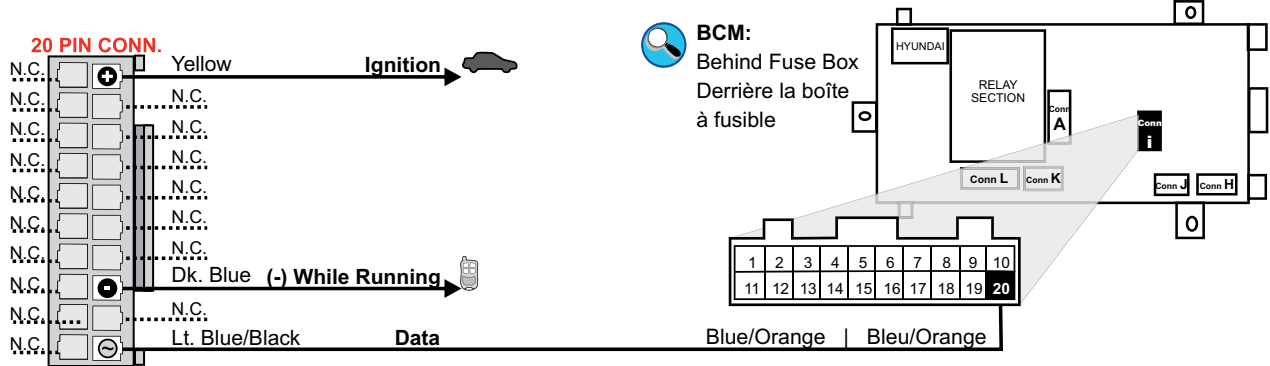 20 PIN CONN.
N.C. Yellow Ignition
N.C. N.C.
N.C. N.C.
N.C. N.C.
N.C. N.C.
N.C. N.C.
N.C. N.C.
N.C. Dk. Blue (-) While Running
N.C. N.C.
N.C. Lt. Blue/Black Data Blue/Orange | Bleu/Orange
BCM:
Behind Fuse Box
Derrière la boîte
à fusible
HYUNDAI
RELAY
SECTION
Conn
A
Conn
i
Conn L Conn K Conn J Conn H
1 2 3 4 5 6 7 8 9 10
11 12 13 14 15 16 17 18 19 20